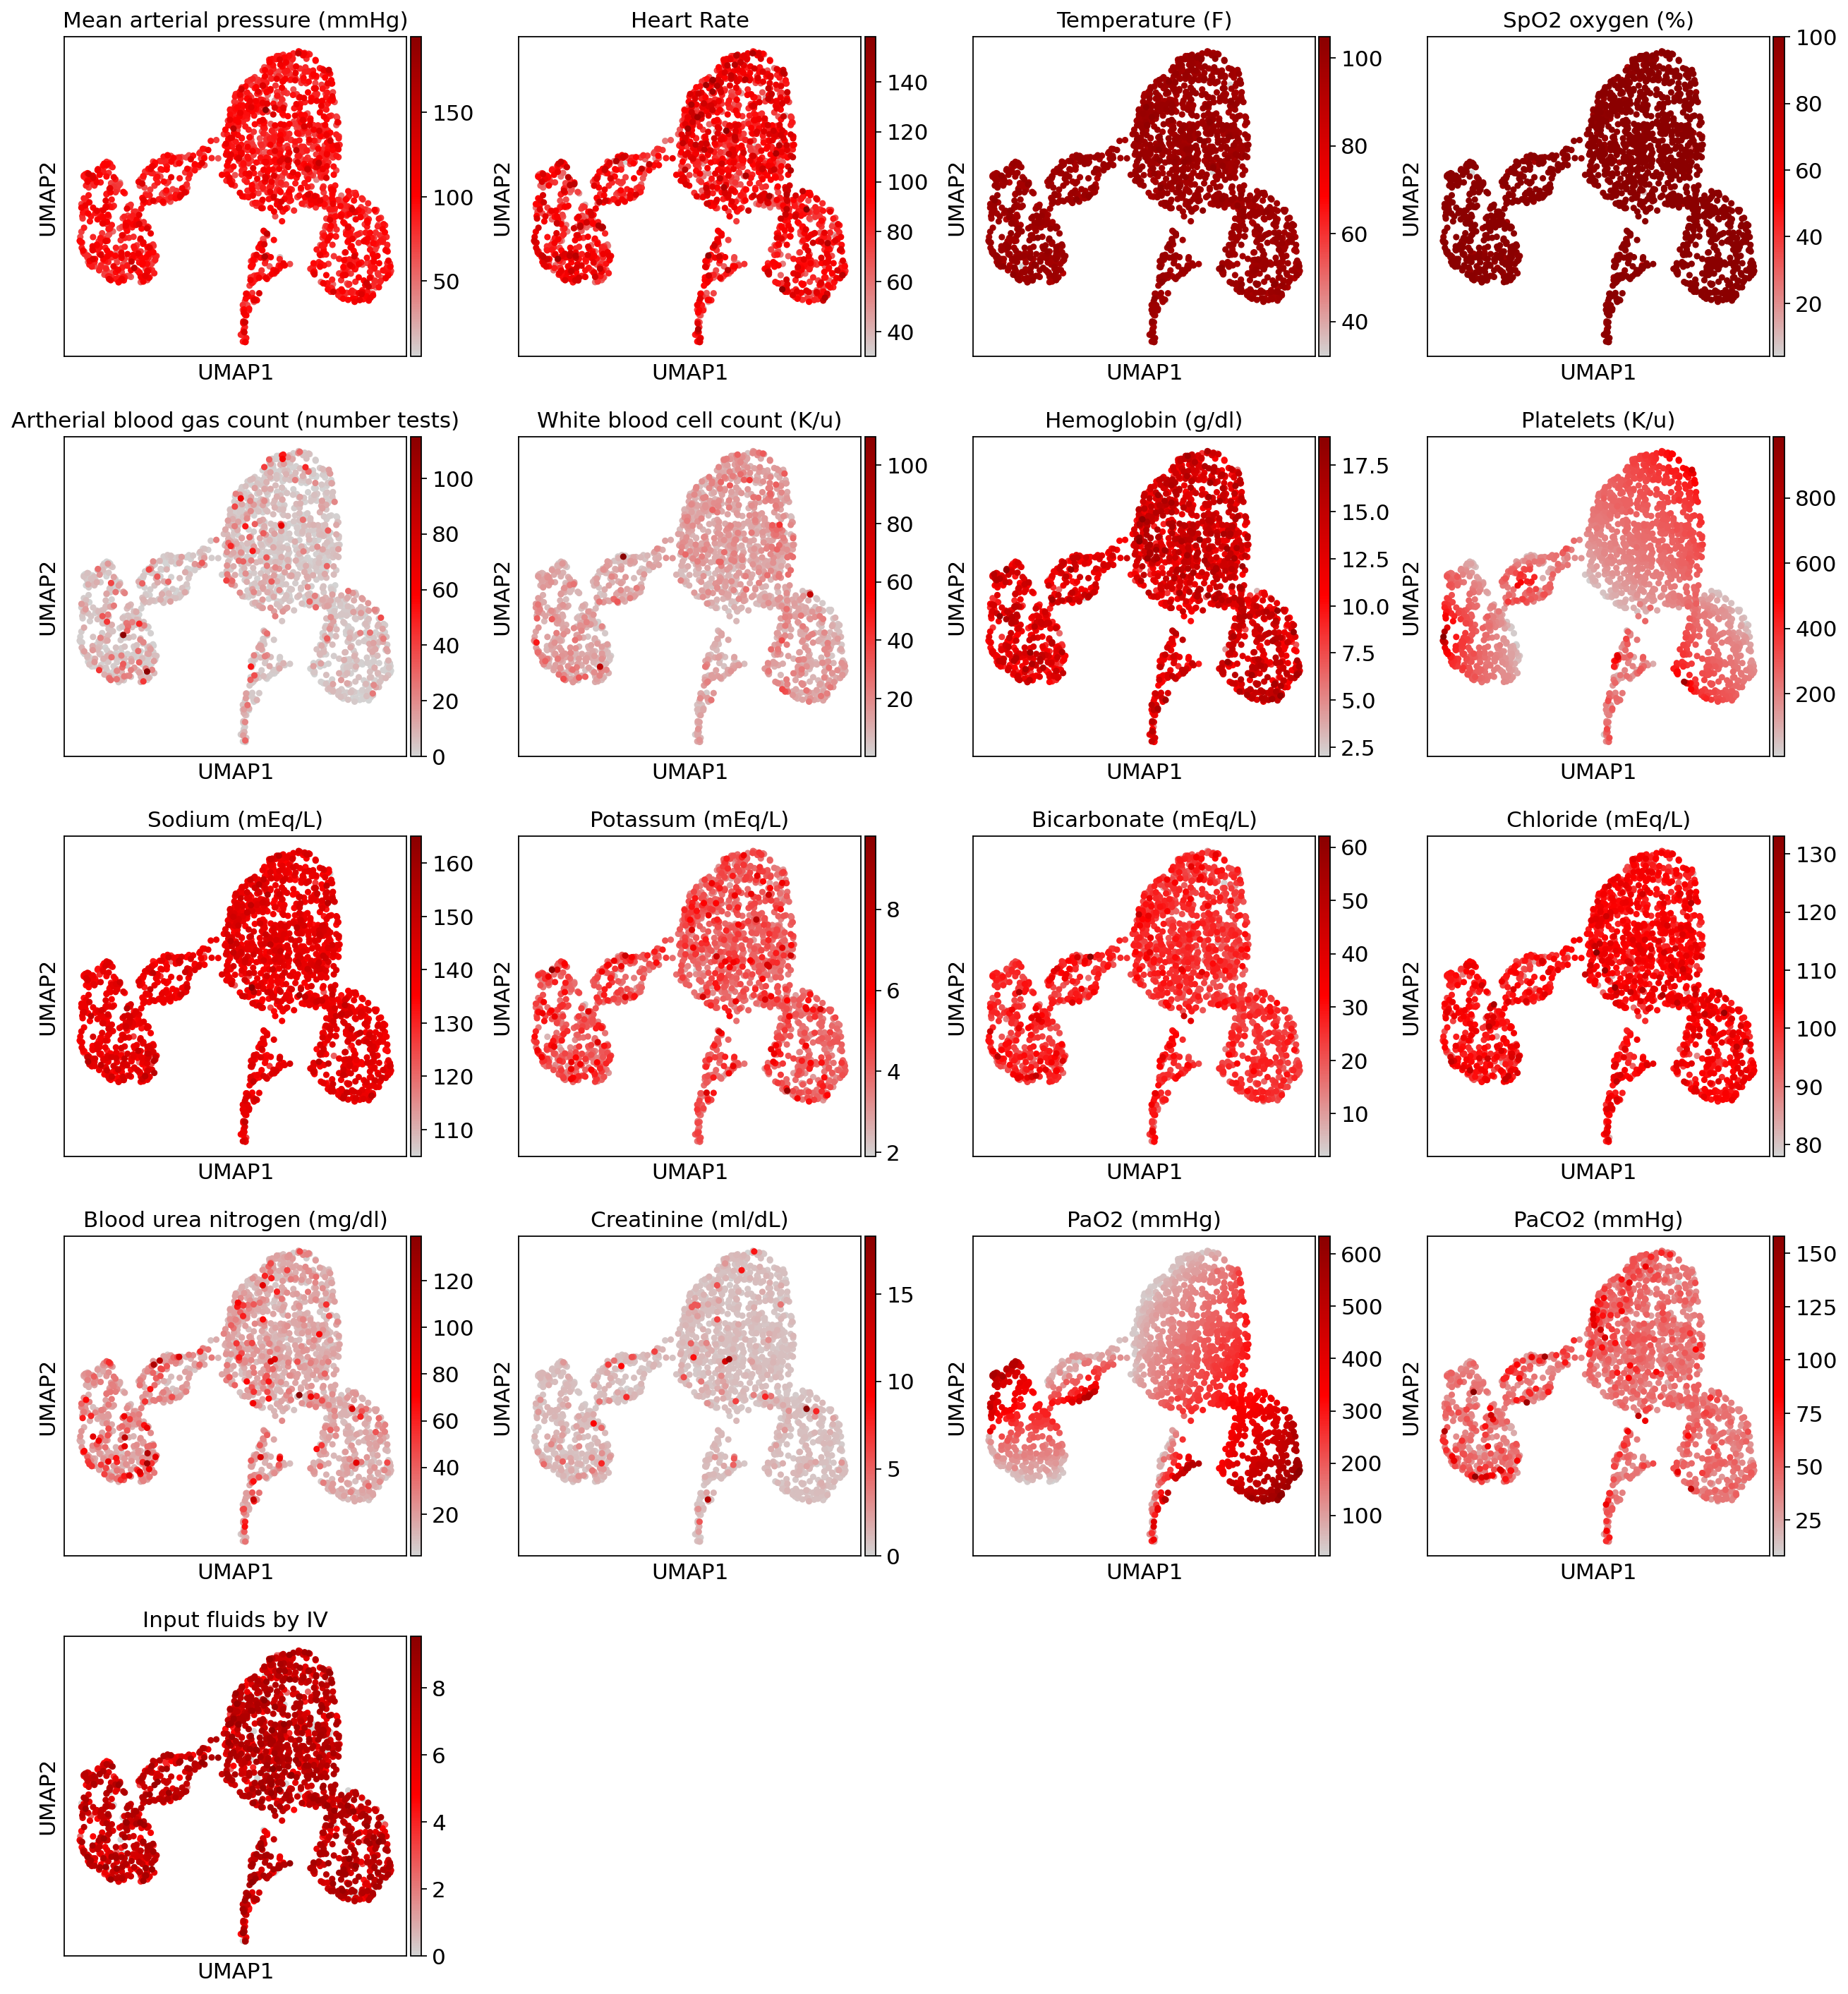 Mean arterial pressure (mmHg)
150
100
50
UMAP2
UMAP1
Heart Rate
140
120
100
80
60
40
UMAP2
UMAP1
Temperature (F)
100
80
60
40
UMAP2
UMAP1
SpO2 oxygen (%)
100
80
60
40
20
UMAP2
UMAP1
Artherial blood gas count (number tests)
100
80
60
40
20
0
UMAP2
UMAP1
White blood cell count (K/u)
100
80
60
40
20
UMAP2
UMAP1
Hemoglobin (g/dl)
17.5
15.0
12.5
10.0
7.5
5.0
2.5
UMAP2
UMAP1
Platelets (K/u)
800
600
400
200
UMAP2
UMAP1
Sodium (mEq/L)
160
150
140
130
120
110
UMAP2
UMAP1
Potassum (mEq/L)
8
6
4
2
UMAP2
UMAP1
Bicarbonate (mEq/L)
60
50
40
30
20
10
UMAP2
UMAP1
Chloride (mEq/L)
130
120
110
100
90
80
UMAP2
UMAP1
Blood urea nitrogen (mg/dl)
120
100
80
60
40
20
UMAP2
UMAP1
Creatinine (ml/dL)
15
10
5
0
UMAP2
UMAP1
PaO2 (mmHg)
600
500
400
300
200
100
UMAP2
UMAP1
PaCO2 (mmHg)
150
125
100
75
50
25
UMAP2
UMAP1
Input fluids by IV
8
6
4
2
0
UMAP2
UMAP1